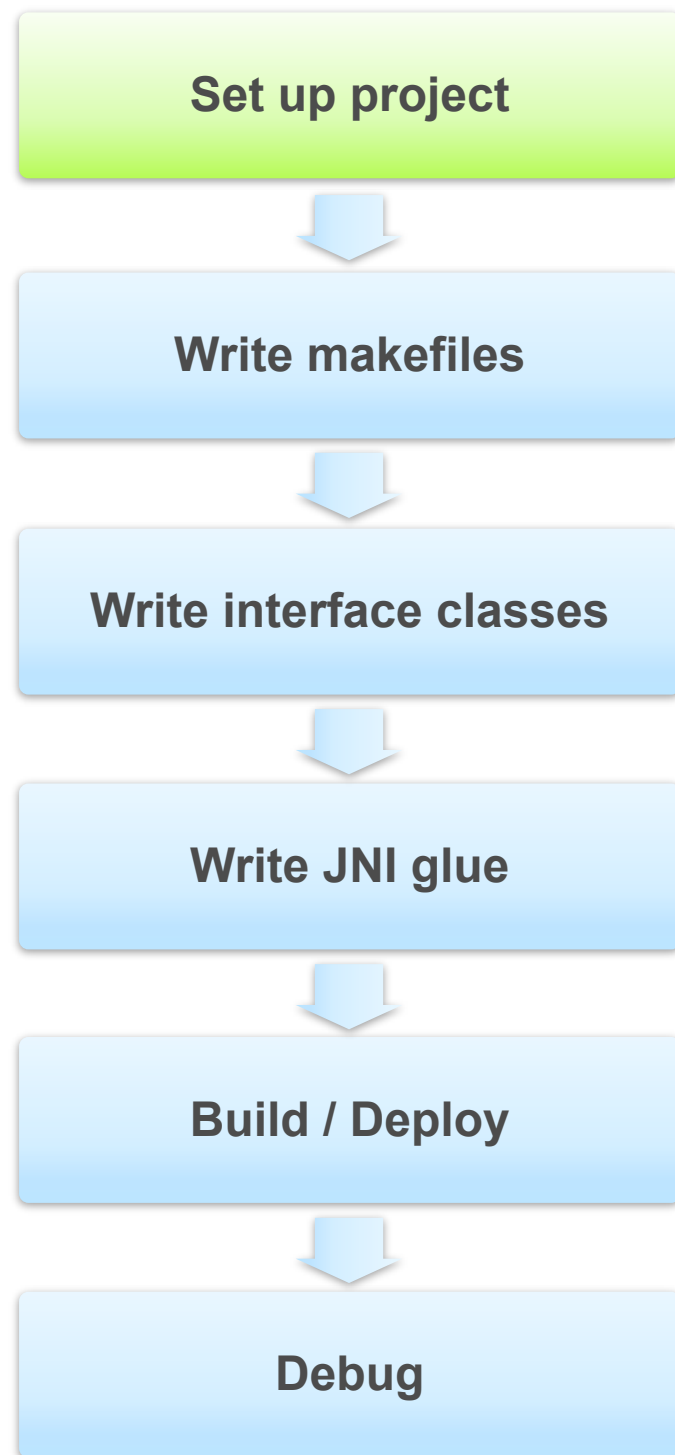 Set up project
Write makefiles
Write interface classes
Write JNI glue
Build / Deploy
Debug